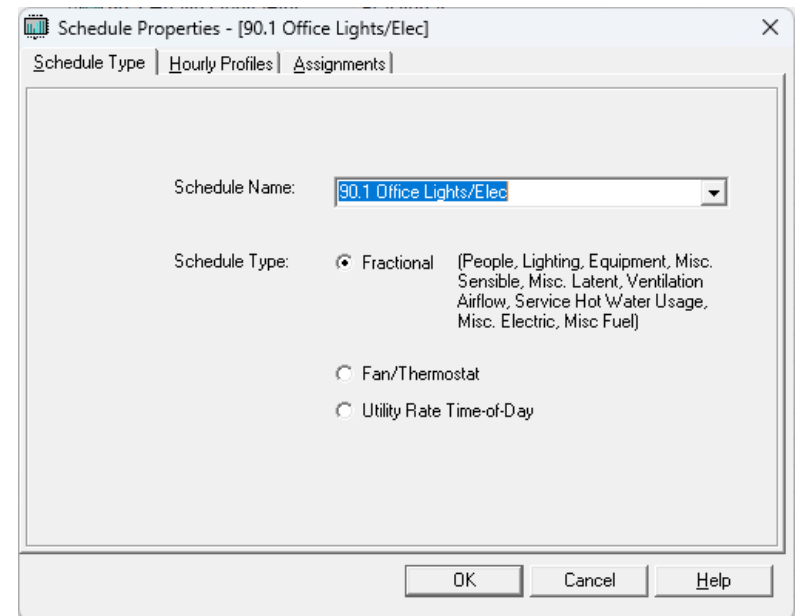 Schedule Properties - [90.1 Office Lights/Elec]
Schedule Type Hourly Profiles Assignments
Schedule Name: 90.1 Office Lights/Elec
Schedule Type: Fractional (People, Lighting, Equipment, Misc.
Sensible, Misc. Latent, Ventilation
Airflow, Service Hot Water Usage,
Misc. Electric, Misc Fuel)
Fan/Thermostat
Utility Rate Time-of-Day
OK Cancel Help